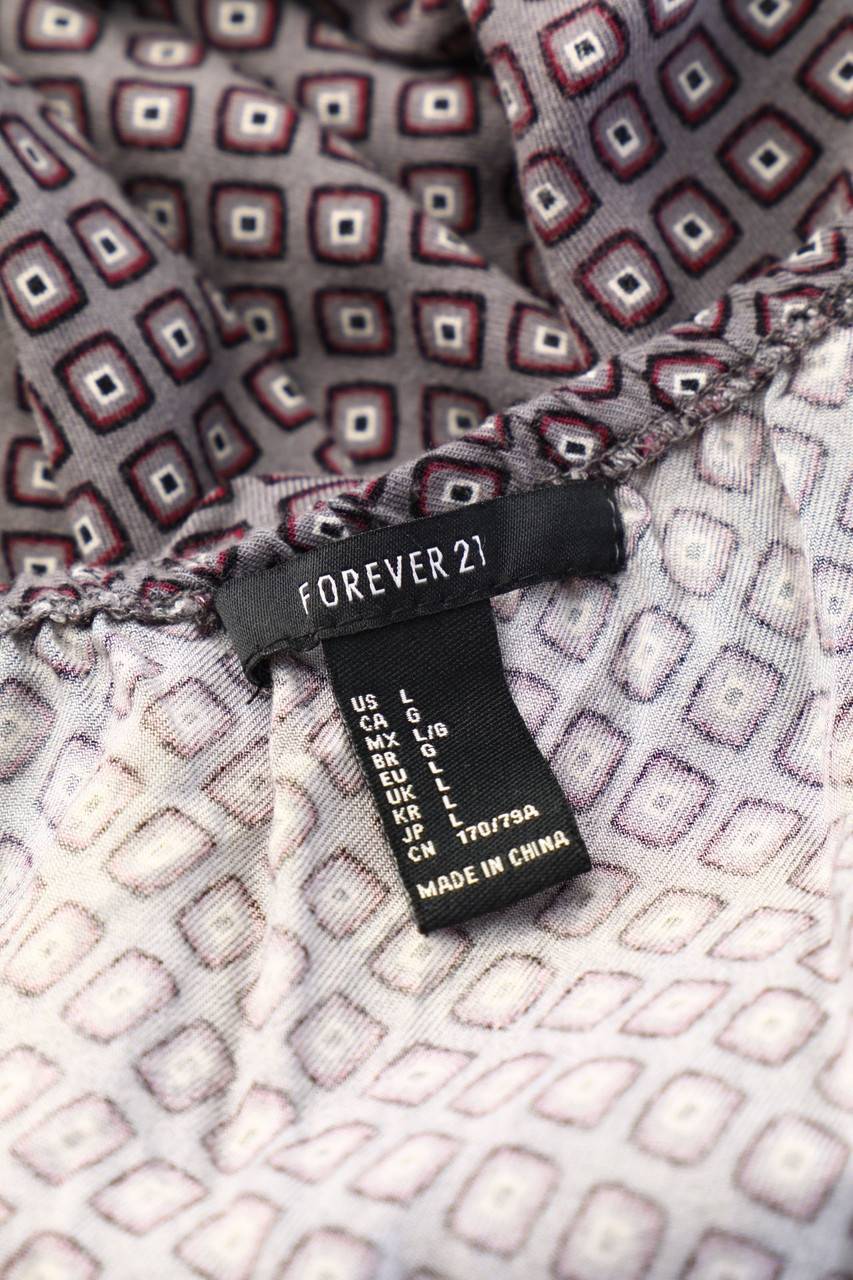 FOREVER 21
US L
CA G
MX L/G
BR G
EU L
UK L
KR L
JP L
CN 170/79A
MADE IN CHINA